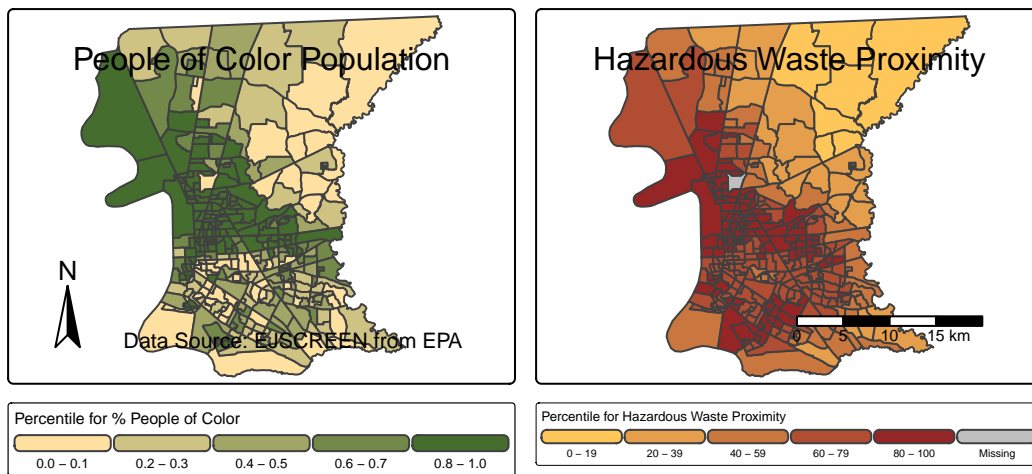 People of Color Population
N
Data Source: EJSCREEN from EPA
Percentile for % People of Color
0.0 – 0.1 0.2 – 0.3 0.4 – 0.5 0.6 – 0.7 0.8 – 1.0
Hazardous Waste Proximity
0 5 10 15 km
Percentile for Hazardous Waste Proximity
0 – 19 20 – 39 40 – 59 60 – 79 80 – 100 Missing